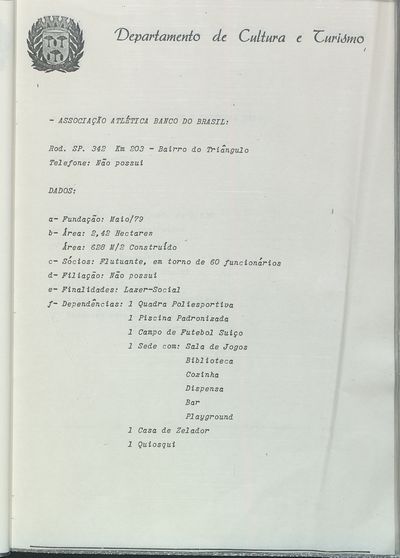 Departamento de Cultura e Turismo
- ASSOCIAÇÃO ATLÉTICA BANCO DO BRASIL:
Rod. SP. 342 Km 203 - Bairro do Triângulo
Telefone: Não possui
DADOS:
a- Fundação: Maio/79
b- Área: 2,42 Hectares
Área: 628 M/2 Construído
c- Sócios: Flutuante, em torno de 60 funcionários
d- Filiação: Não possui
e- Finalidades: Lazer-Social
f- Dependências: 1 Quadra Poliesportiva
1 Piscina Padronizada
1 Campo de Futebol Suiço
1 Sede com: Sala de Jogos
Biblioteca
Cozinha
Dispensa
Bar
Playground
1 Casa de Zelador
1 Quiosqui